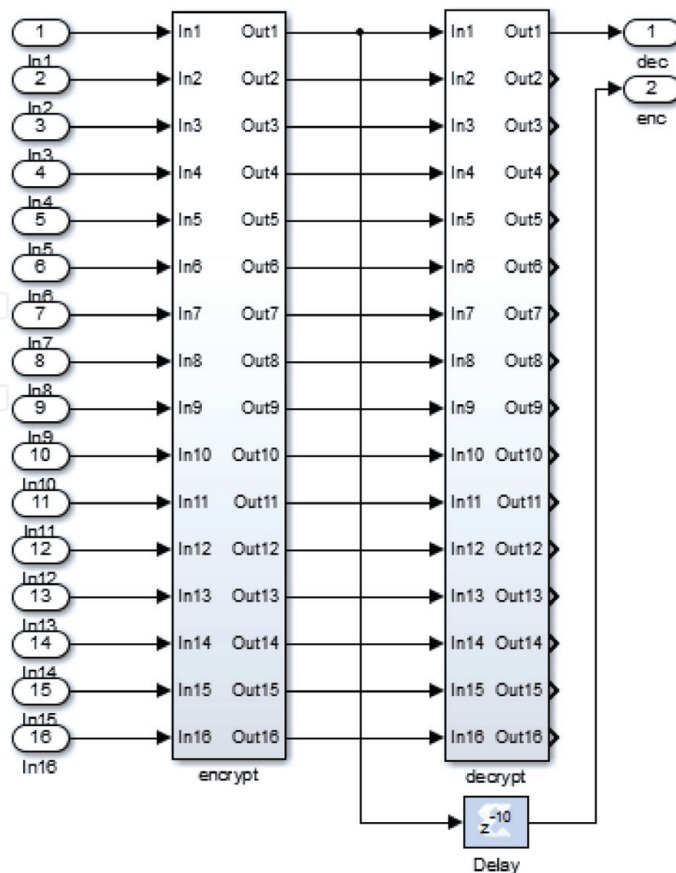 1 In1 Out1 In1 Out1 1
In1 dec
2 In2 Out2 In2 Out2 2
In2 enc
3 In3 Out3 In3 Out3
In3
4 In4 Out4 In4 Out4
In4
5 In5 Out5 In5 Out5
In5
6 In6 Out6 In6 Out6
In6
7 In7 Out7 In7 Out7
In7
8 In8 Out8 In8 Out8
In8
9 In9 Out9 In9 Out9
In9
10 In10 Out10 In10 Out10
In10
11 In11 Out11 In11 Out11
In11
12 In12 Out12 In12 Out12
In12
13 In13 Out13 In13 Out13
In13
14 In14 Out14 In14 Out14
In14
15 In15 Out15 In15 Out15
In15
16 In16 Out16 In16 Out16
In16 encrypt decrypt
z-10
Delay